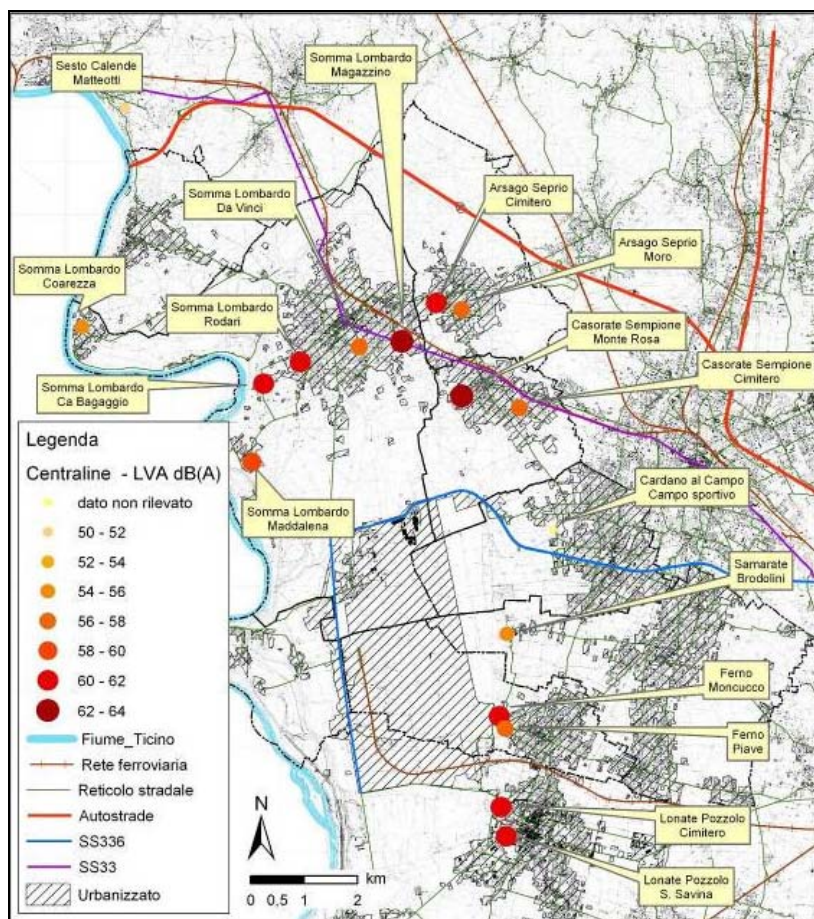 Sesto Calende
Matteotti
Somma Lombardo
Magazzino
Somma Lombardo
Da Vinci
Arsago Seprio
Cimitero
Arsago Seprio
Moro
Somma Lombardo
Coarezza
Somma Lombardo
Rodari
Casorate Sempione
Monte Rosa
Casorate Sempione
Cimitero
Somma Lombardo
Ca Bagaggio
Somma Lombardo
Maddalena
Cardano al Campo
Campo sportivo
Samarate
Brodolini
Ferno
Moncucco
Ferno
Piave
Lonate Pozzolo
Cimitero
Lonate Pozzolo
S. Savina
Legenda
Centraline - LVA dB(A)
dato non rilevato
50 - 52
52 - 54
54 - 56
56 - 58
58 - 60
60 - 62
62 - 64
Fiume_Ticino
Rete ferroviaria
Reticolo stradale
Autostrade
SS336
SS33
Urbanizzato
N
km
0 0,5 1 2